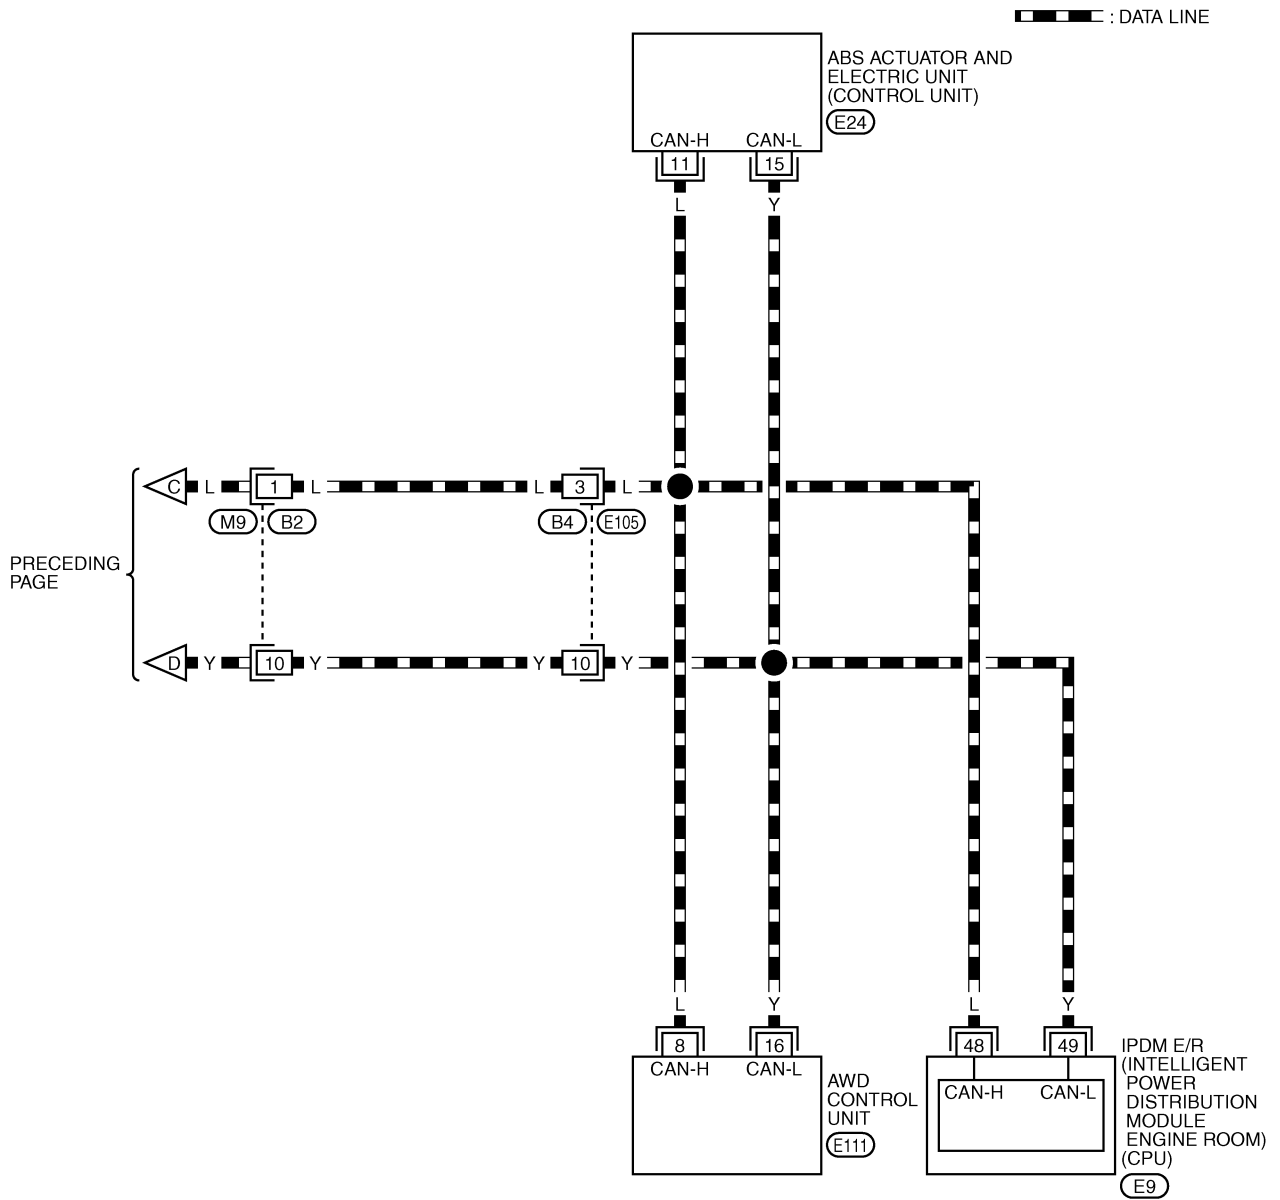 : DATA LINE
ABS ACTUATOR AND
ELECTRIC UNIT
(CONTROL UNIT)
E24
CAN-H CAN-L
11 15
L Y
C L 1 L L 3 L
M9 B2 B4 E105
PRECEDING
PAGE
D Y 10 Y Y 10 Y
L Y L Y
8 16 48 49
CAN-H CAN-L
AWD
CONTROL
UNIT
E111
CAN-H CAN-L
IPDM E/R
(INTELLIGENT
POWER
DISTRIBUTION
MODULE
ENGINE ROOM)
(CPU)
E9